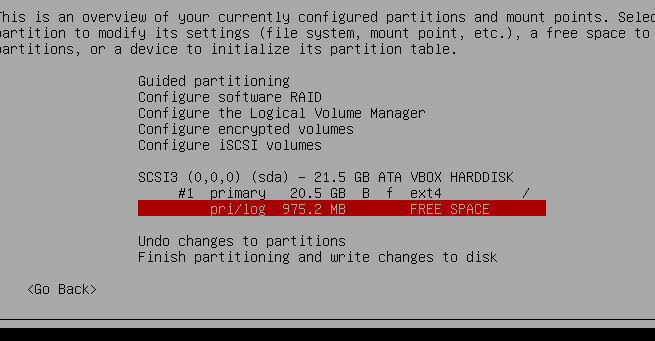 his is an overview of your currently configured partitions and mount points. Selec
partition to modify its settings (file system, mount point, etc.), a free space to
partitions, or a device to initialize its partition table.
Guided partitioning
Configure software RAID
Configure the Logical Volume Manager
Configure encrypted volumes
Configure iSCSI volumes
SCSI3 (0,0,0) (sda) - 21.5 GB ATA VBOX HARDDISK
#1 primary 20.5 GB B f ext4 /
pri/log 975.2 MB FREE SPACE
Undo changes to partitions
Finish partitioning and write changes to disk
<Go Back>